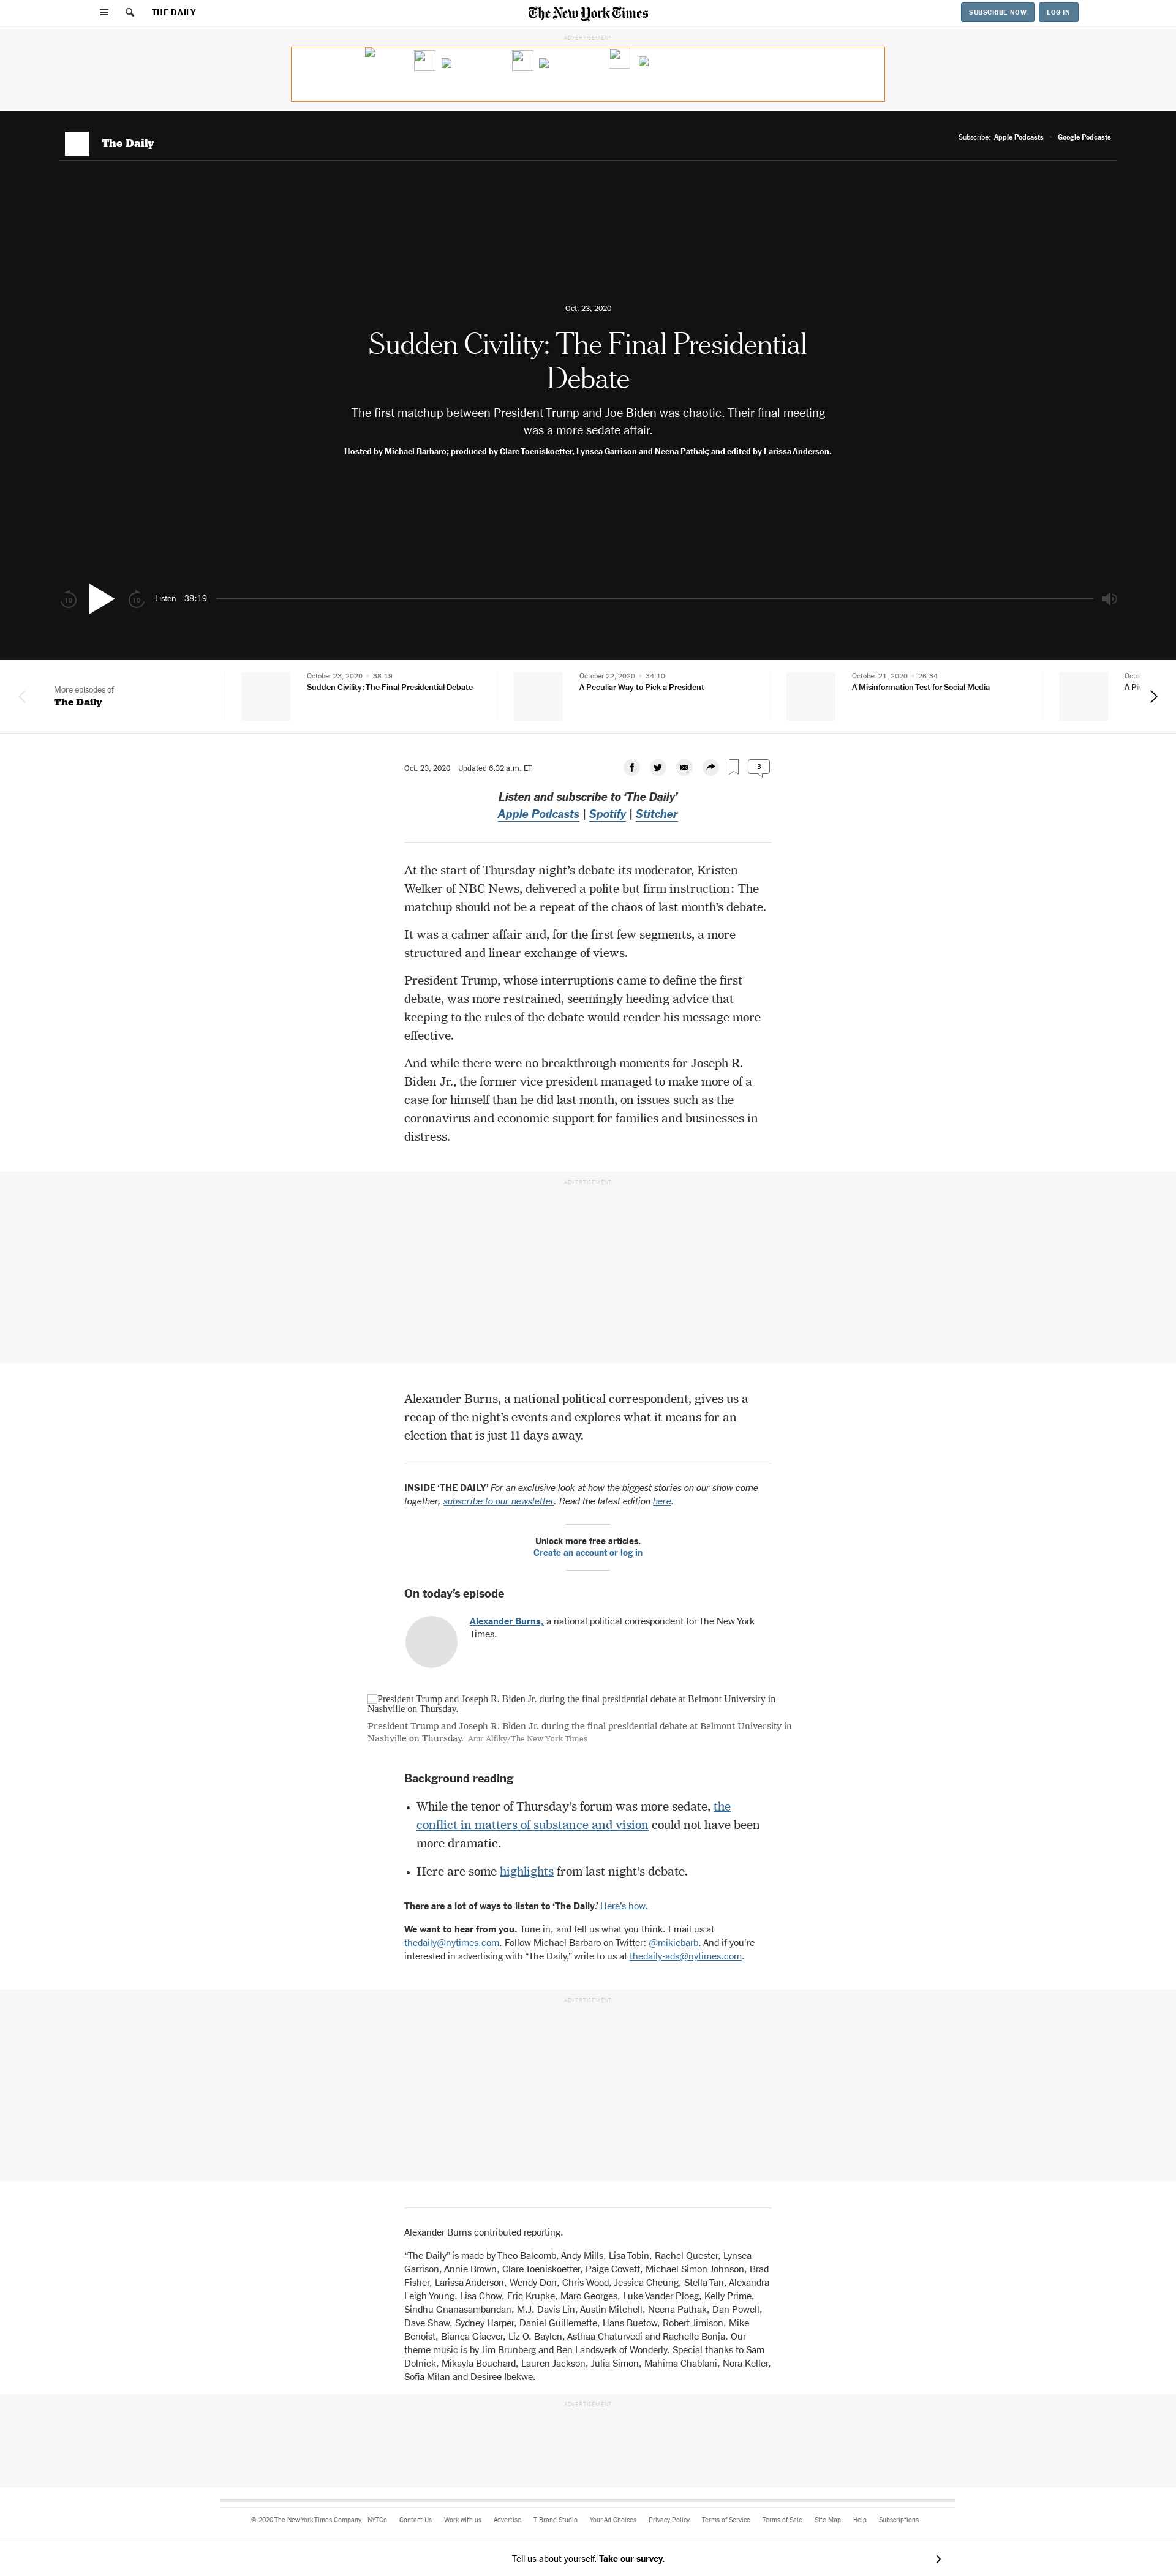 THE DAILY
The New York Times
SUBSCRIBE NOW
LOG IN
ADVERTISEMENT
The Daily
Subscribe: Apple Podcasts • Google Podcasts
Oct. 23, 2020
Sudden Civility: The Final Presidential
Debate
The first matchup between President Trump and Joe Biden was chaotic. Their final meeting
was a more sedate affair.
Hosted by Michael Barbaro; produced by Clare Toeniskoetter, Lynsea Garrison and Neena Pathak; and edited by Larissa Anderson.
10
10
Listen 38:19
More episodes of
The Daily
October 23, 2020 • 38:19
Sudden Civility: The Final Presidential Debate
October 22, 2020 • 34:10
A Peculiar Way to Pick a President
October 21, 2020 • 26:34
A Misinformation Test for Social Media
Oct. 23, 2020 Updated 6:32 a.m. ET
3
Listen and subscribe to ‘The Daily’
Apple Podcasts | Spotify | Stitcher
At the start of Thursday night’s debate its moderator, Kristen
Welker of NBC News, delivered a polite but firm instruction: The
matchup should not be a repeat of the chaos of last month’s debate.
It was a calmer affair and, for the first few segments, a more
structured and linear exchange of views.
President Trump, whose interruptions came to define the first
debate, was more restrained, seemingly heeding advice that
keeping to the rules of the debate would render his message more
effective.
And while there were no breakthrough moments for Joseph R.
Biden Jr., the former vice president managed to make more of a
case for himself than he did last month, on issues such as the
coronavirus and economic support for families and businesses in
distress.
ADVERTISEMENT
Alexander Burns, a national political correspondent, gives us a
recap of the night’s events and explores what it means for an
election that is just 11 days away.
INSIDE ‘THE DAILY’ For an exclusive look at how the biggest stories on our show come
together, subscribe to our newsletter. Read the latest edition here.
Unlock more free articles.
Create an account or log in
On today’s episode
Alexander Burns, a national political correspondent for The New York
Times.
President Trump and Joseph R. Biden Jr. during the final presidential debate at Belmont University in
Nashville on Thursday.
President Trump and Joseph R. Biden Jr. during the final presidential debate at Belmont University in
Nashville on Thursday. Amr Alfiky/The New York Times
Background reading
• While the tenor of Thursday’s forum was more sedate, the
conflict in matters of substance and vision could not have been
more dramatic.
• Here are some highlights from last night’s debate.
There are a lot of ways to listen to ‘The Daily.’ Here’s how.
We want to hear from you. Tune in, and tell us what you think. Email us at
thedaily@nytimes.com. Follow Michael Barbaro on Twitter: @mikiebarb. And if you’re
interested in advertising with “The Daily,” write to us at thedaily-ads@nytimes.com.
ADVERTISEMENT
Alexander Burns contributed reporting.
“The Daily” is made by Theo Balcomb, Andy Mills, Lisa Tobin, Rachel Quester, Lynsea
Garrison, Annie Brown, Clare Toeniskoetter, Paige Cowett, Michael Simon Johnson, Brad
Fisher, Larissa Anderson, Wendy Dorr, Chris Wood, Jessica Cheung, Stella Tan, Alexandra
Leigh Young, Lisa Chow, Eric Krupke, Marc Georges, Luke Vander Ploeg, Kelly Prime,
Sindhu Gnanasambandan, M.J. Davis Lin, Austin Mitchell, Neena Pathak, Dan Powell,
Dave Shaw, Sydney Harper, Daniel Guillemette, Hans Buetow, Robert Jimison, Mike
Benoist, Bianca Giaever, Liz O. Baylen, Asthaa Chaturvedi and Rachelle Bonja. Our
theme music is by Jim Brunberg and Ben Landsverk of Wonderly. Special thanks to Sam
Dolnick, Mikayla Bouchard, Lauren Jackson, Julia Simon, Mahima Chablani, Nora Keller,
Sofia Milan and Desiree Ibekwe.
ADVERTISEMENT
© 2020 The New York Times Company NYTCo Contact Us Work with us Advertise T Brand Studio Your Ad Choices Privacy Policy Terms of Service Terms of Sale Site Map Help Subscriptions
Tell us about yourself. Take our survey.